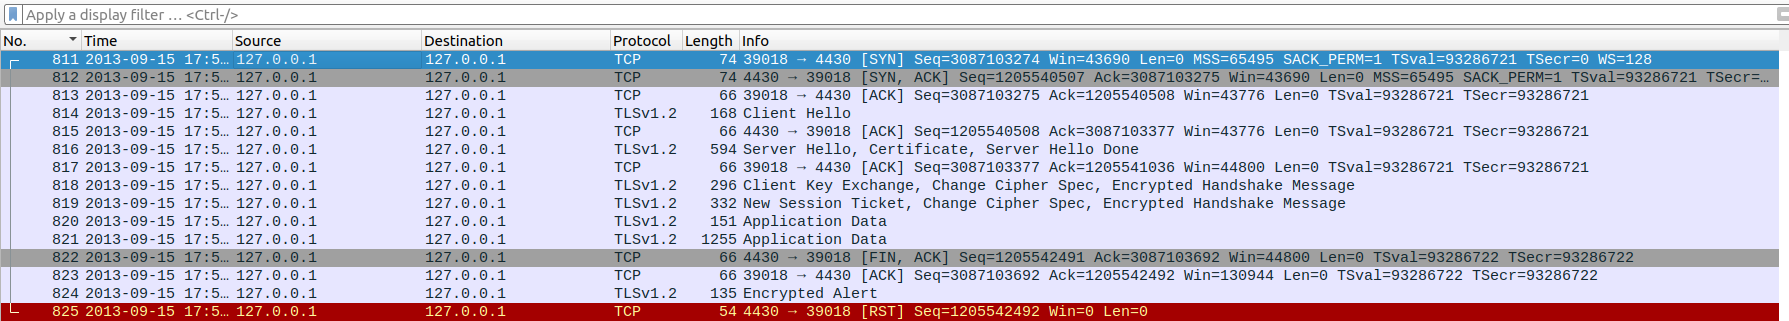 Apply a display filter … <Ctrl-/>
No. Time Source Destination Protocol Length Info
811 2013-09-15 17:5… 127.0.0.1 127.0.0.1 TCP 74 39018 → 4430 [SYN] Seq=3087103274 Win=43690 Len=0 MSS=65495 SACK_PERM=1 TSval=93286721 TSecr=0 WS=128
812 2013-09-15 17:5… 127.0.0.1 127.0.0.1 TCP 74 4430 → 39018 [SYN, ACK] Seq=1205540507 Ack=3087103275 Win=43690 Len=0 MSS=65495 SACK_PERM=1 TSval=93286721 TSecr=…
813 2013-09-15 17:5… 127.0.0.1 127.0.0.1 TCP 66 39018 → 4430 [ACK] Seq=3087103275 Ack=1205540508 Win=43776 Len=0 TSval=93286721 TSecr=93286721
814 2013-09-15 17:5… 127.0.0.1 127.0.0.1 TLSv1.2 168 Client Hello
815 2013-09-15 17:5… 127.0.0.1 127.0.0.1 TCP 66 4430 → 39018 [ACK] Seq=1205540508 Ack=3087103377 Win=43776 Len=0 TSval=93286721 TSecr=93286721
816 2013-09-15 17:5… 127.0.0.1 127.0.0.1 TLSv1.2 594 Server Hello, Certificate, Server Hello Done
817 2013-09-15 17:5… 127.0.0.1 127.0.0.1 TCP 66 39018 → 4430 [ACK] Seq=3087103377 Ack=1205541036 Win=44800 Len=0 TSval=93286721 TSecr=93286721
818 2013-09-15 17:5… 127.0.0.1 127.0.0.1 TLSv1.2 296 Client Key Exchange, Change Cipher Spec, Encrypted Handshake Message
819 2013-09-15 17:5… 127.0.0.1 127.0.0.1 TLSv1.2 332 New Session Ticket, Change Cipher Spec, Encrypted Handshake Message
820 2013-09-15 17:5… 127.0.0.1 127.0.0.1 TLSv1.2 151 Application Data
821 2013-09-15 17:5… 127.0.0.1 127.0.0.1 TLSv1.2 1255 Application Data
822 2013-09-15 17:5… 127.0.0.1 127.0.0.1 TCP 66 4430 → 39018 [FIN, ACK] Seq=1205542491 Ack=3087103692 Win=44800 Len=0 TSval=93286722 TSecr=93286722
823 2013-09-15 17:5… 127.0.0.1 127.0.0.1 TCP 66 39018 → 4430 [ACK] Seq=3087103692 Ack=1205542492 Win=130944 Len=0 TSval=93286722 TSecr=93286722
824 2013-09-15 17:5… 127.0.0.1 127.0.0.1 TLSv1.2 135 Encrypted Alert
825 2013-09-15 17:5… 127.0.0.1 127.0.0.1 TCP 54 4430 → 39018 [RST] Seq=1205542492 Win=0 Len=0